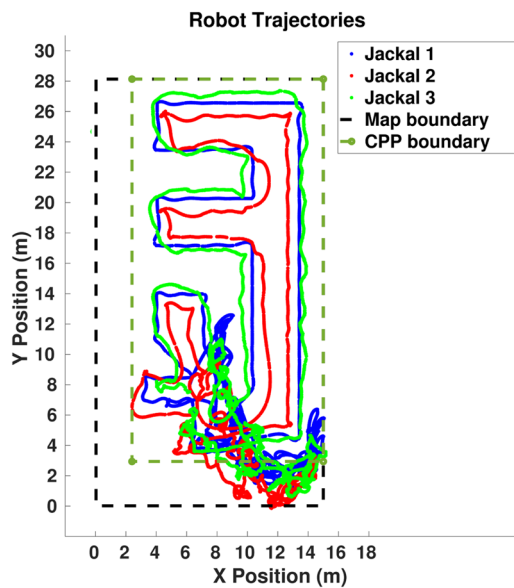 Robot Trajectories
Jackal 1
Jackal 2
Jackal 3
Map boundary
CPP boundary
Y Position (m)
30
28
26
24
22
20
18
16
14
12
10
8
6
4
2
0
0 2 4 6 8 10 12 14 16 18
X Position (m)